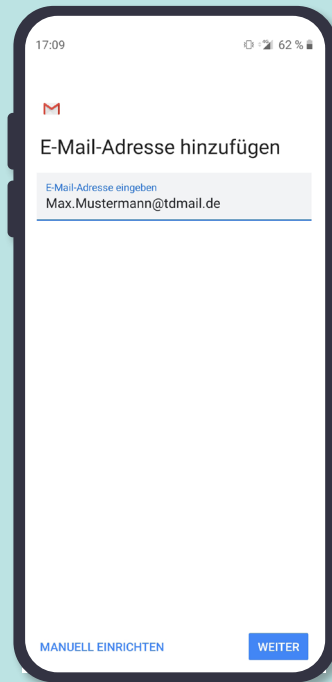 17:09 62 %
E-Mail-Adresse hinzufügen
E-Mail-Adresse eingeben
Max.Mustermann@tdmail.de
MANUELL EINRICHTEN WEITER